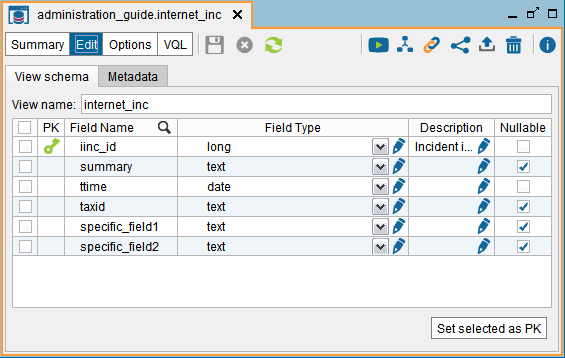 administration_guide.internet_inc
Summary Edit Options VQL
View schema Metadata
View name: internet_inc
PK Field Name Field Type Description Nullable
iinc_id long Incident i...
summary text
ttime date
taxid text
specific_field1 text
specific_field2 text
Set selected as PK